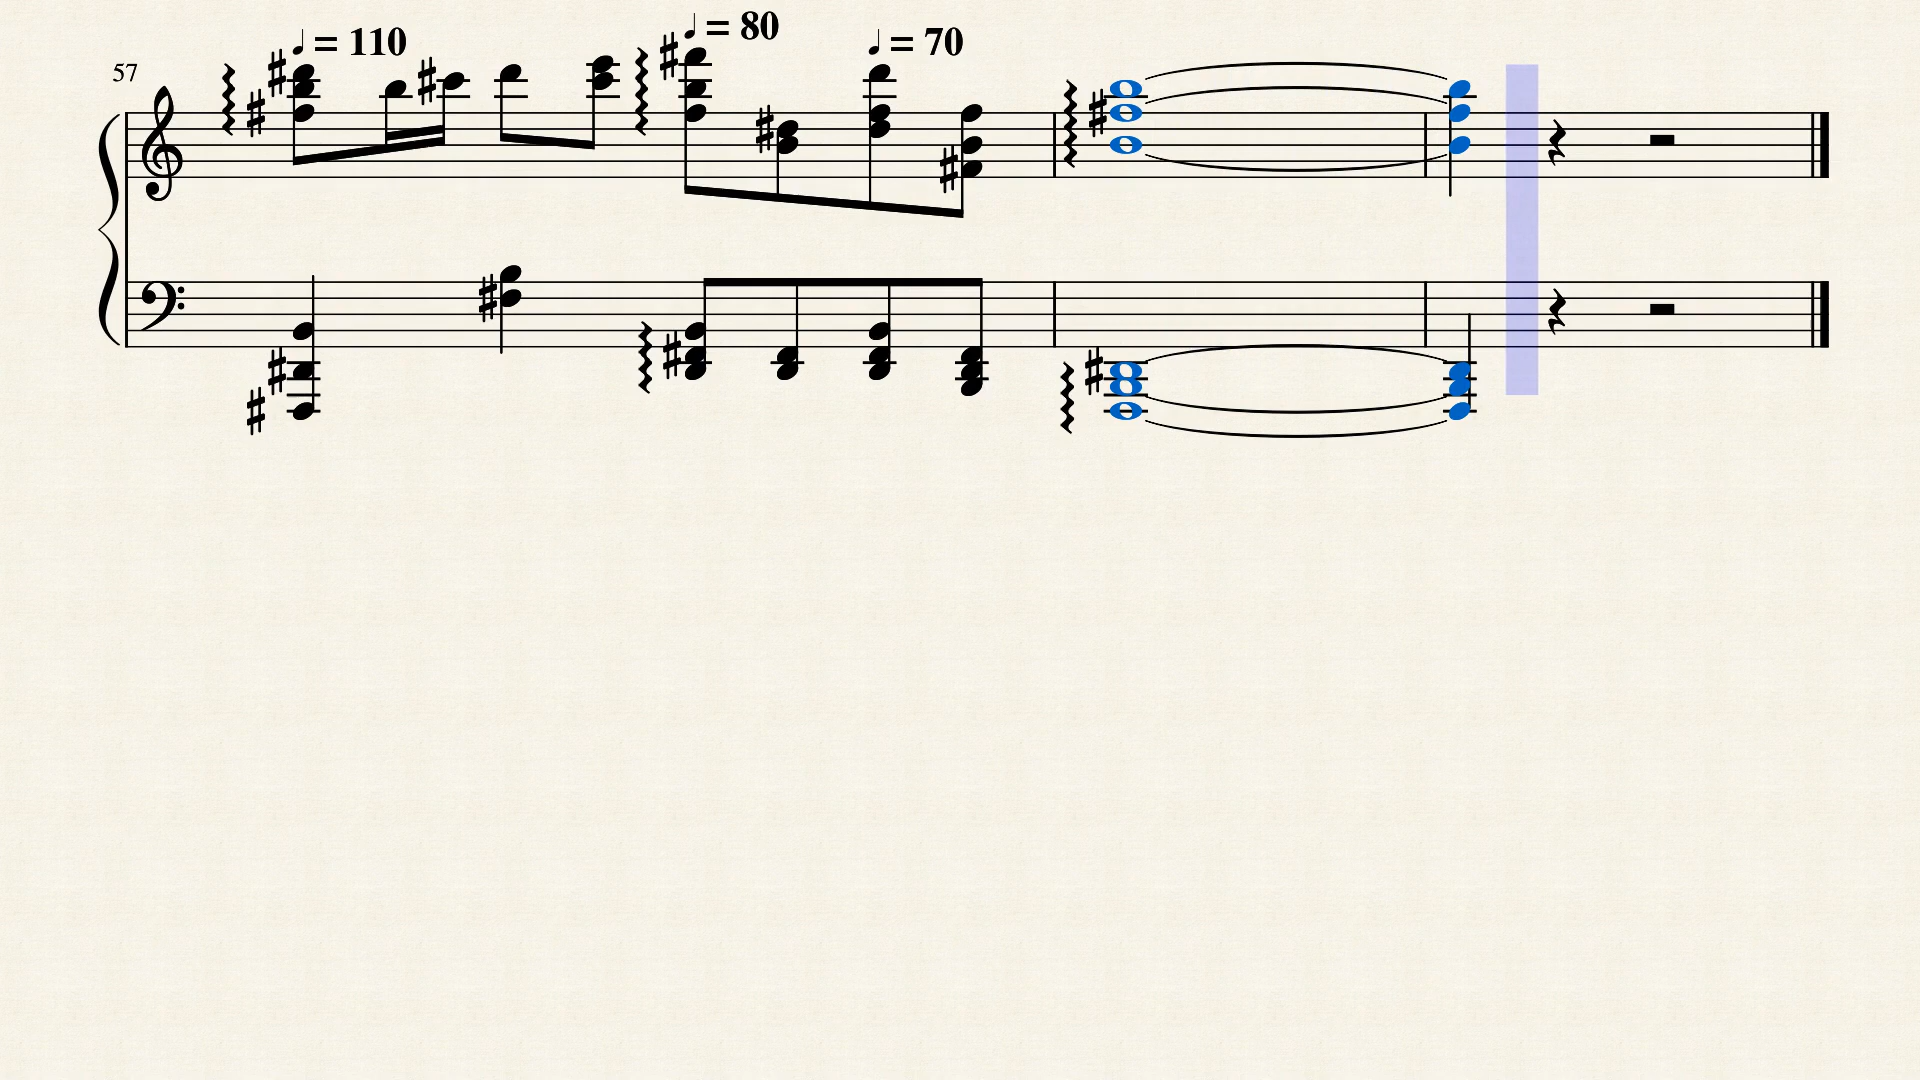 ♩ = 80
♩ = 110
♩ = 70
57